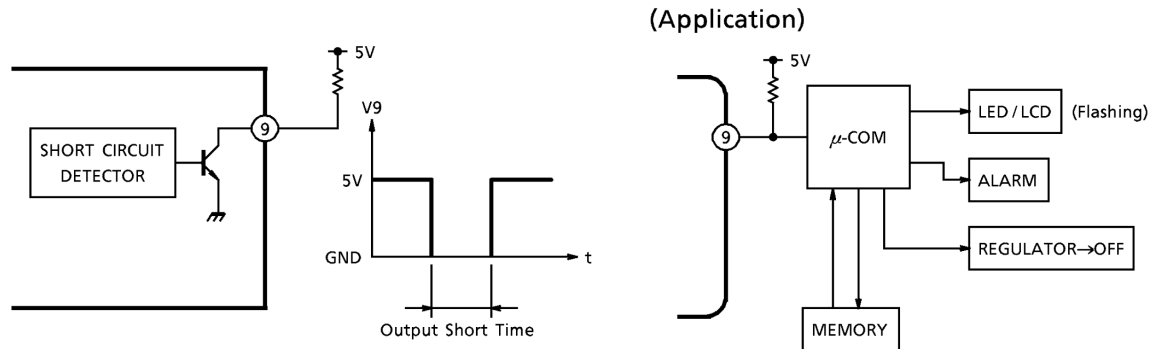 (Application)
5V
9
SHORT CIRCUIT
DETECTOR
V9
5V
GND
t
Output Short Time
5V
9
μ-COM
LED / LCD (Flashing)
ALARM
REGULATOR→OFF
MEMORY